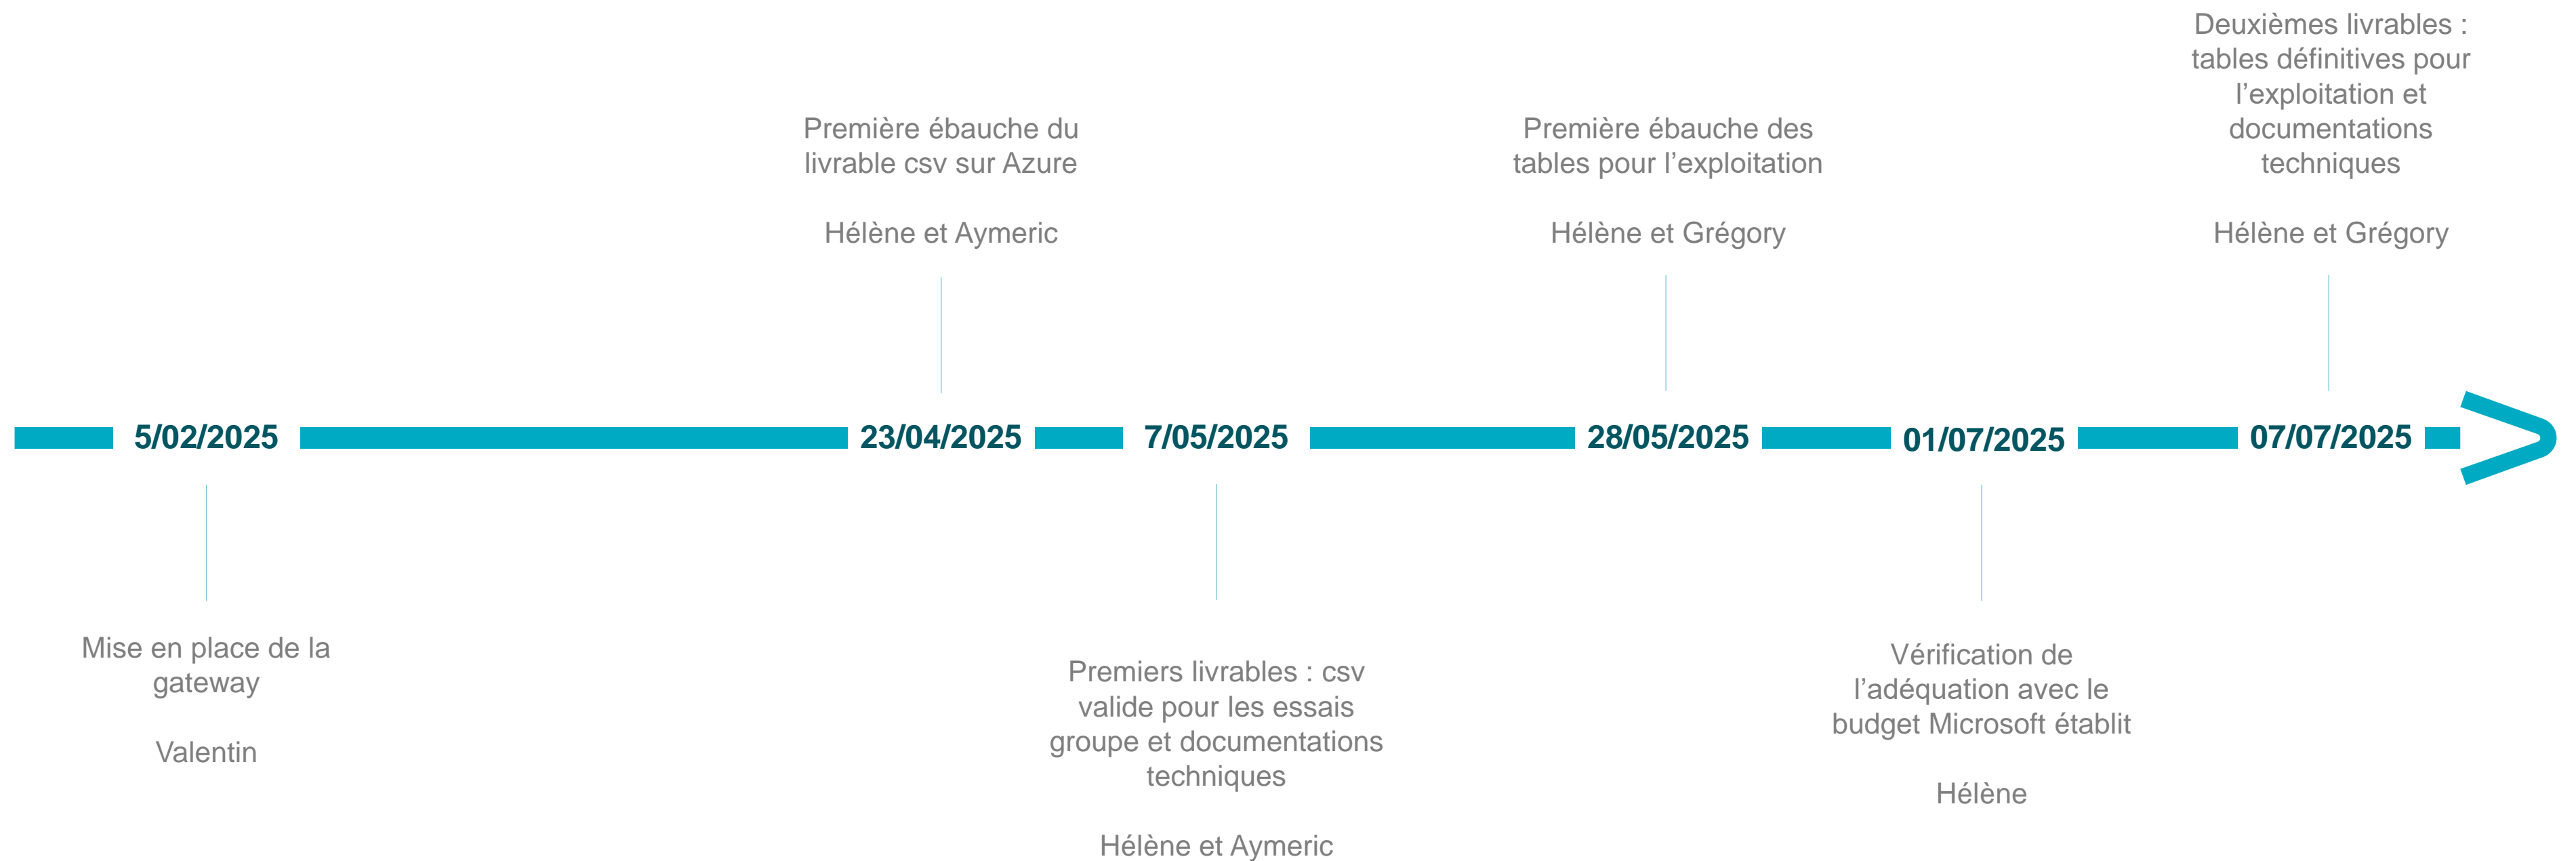 Deuxièmes livrables :
tables définitives pour
l’exploitation et
documentations
techniques
Hélène et Grégory
Première ébauche du
livrable csv sur Azure
Hélène et Aymeric
Première ébauche des
tables pour l’exploitation
Hélène et Grégory
5/02/2025
23/04/2025
7/05/2025
28/05/2025
01/07/2025
07/07/2025
Mise en place de la
gateway
Valentin
Premiers livrables : csv
valide pour les essais
groupe et documentations
techniques
Hélène et Aymeric
Vérification de
l’adéquation avec le
budget Microsoft établit
Hélène